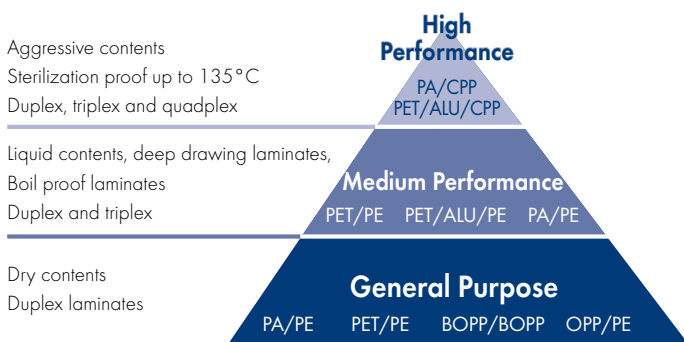 High
Performance
Aggressive contents
Sterilization proof up to 135°C
Duplex, triplex and quadplex
PA/CPP
PET/ALU/CPP
Liquid contents, deep drawing laminates,
Boil proof laminates
Duplex and triplex
Medium Performance
PET/PE PET/ALU/PE PA/PE
Dry contents
Duplex laminates
General Purpose
PA/PE PET/PE BOPP/BOPP OPP/PE